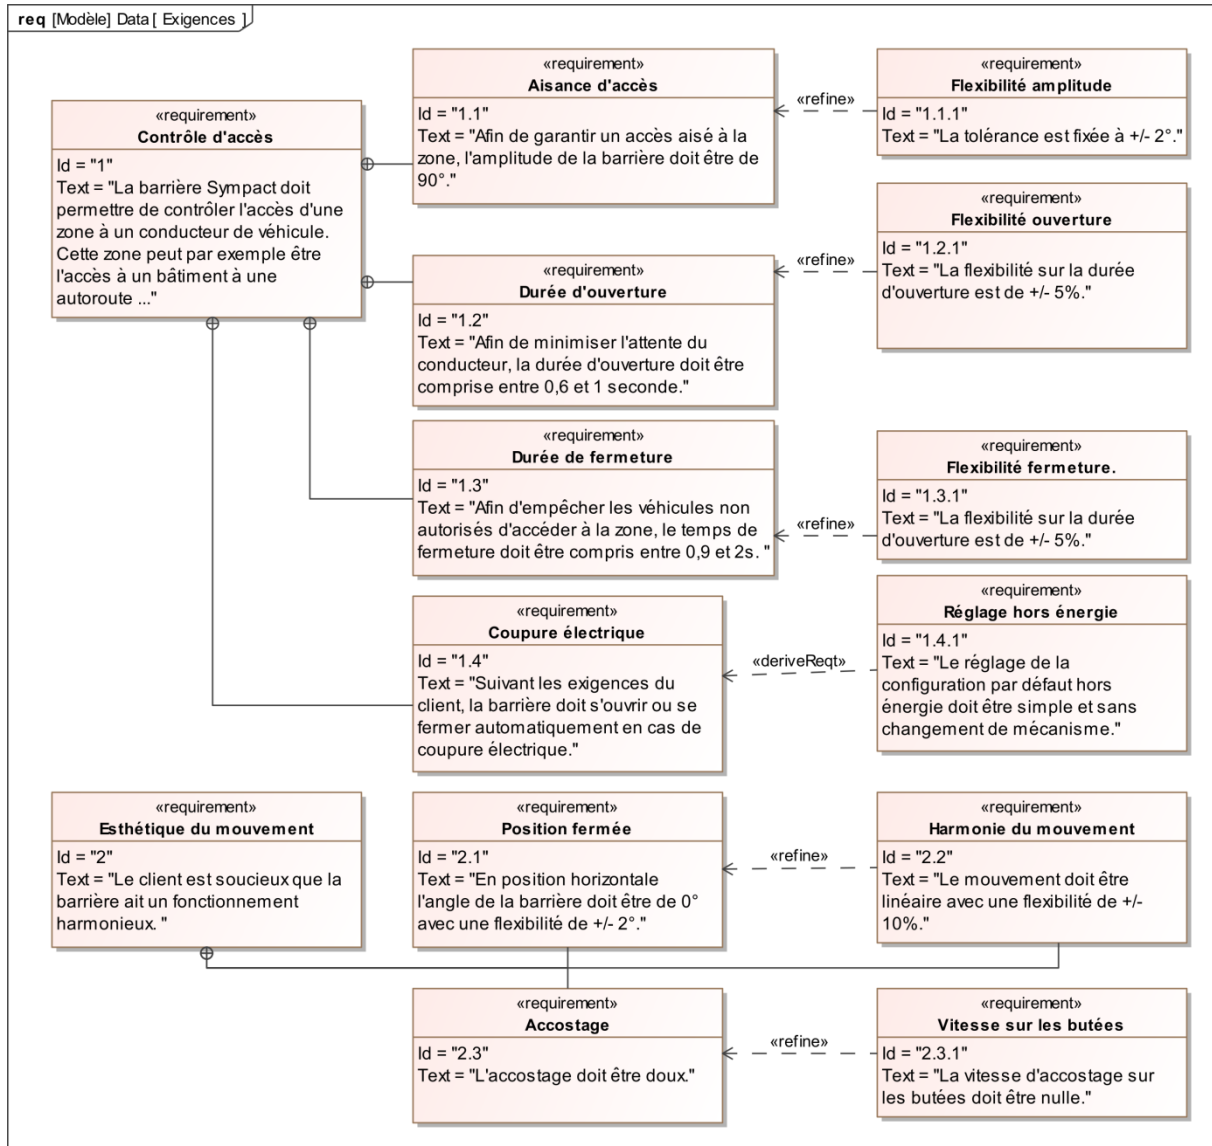 req [Modèle] Data [ Exigences ]
«requirement»
Contrôle d'accès
Id = "1"
Text = "La barrière Sympact doit
permettre de contrôler l'accès d'une
zone à un conducteur de véhicule.
Cette zone peut par exemple être
l'accès à un bâtiment à une
autoroute ..."
«requirement»
Aisance d'accès
Id = "1.1"
Text = "Afin de garantir un accès aisé à la
zone, l'amplitude de la barrière doit être de
90°."
«refine»
«requirement»
Flexibilité amplitude
Id = "1.1.1"
Text = "La tolérance est fixée à +/- 2°."
«requirement»
Durée d'ouverture
Id = "1.2"
Text = "Afin de minimiser l'attente du
conducteur, la durée d'ouverture doit être
comprise entre 0,6 et 1 seconde."
«refine»
«requirement»
Flexibilité ouverture
Id = "1.2.1"
Text = "La flexibilité sur la durée
d'ouverture est de +/- 5%."
«requirement»
Durée de fermeture
Id = "1.3"
Text = "Afin d'empêcher les véhicules non
autorisés d'accéder à la zone, le temps de
fermeture doit être compris entre 0,9 et 2s. "
«refine»
«requirement»
Flexibilité fermeture.
Id = "1.3.1"
Text = "La flexibilité sur la durée
d'ouverture est de +/- 5%."
«requirement»
Coupure électrique
Id = "1.4"
Text = "Suivant les exigences du
client, la barrière doit s'ouvrir ou se
fermer automatiquement en cas de
coupure électrique."
«deriveReqt»
«requirement»
Réglage hors énergie
Id = "1.4.1"
Text = "Le réglage de la
configuration par défaut hors
énergie doit être simple et sans
changement de mécanisme."
«requirement»
Esthétique du mouvement
Id = "2"
Text = "Le client est soucieux que la
barrière ait un fonctionnement
harmonieux. "
«requirement»
Position fermée
Id = "2.1"
Text = "En position horizontale
l'angle de la barrière doit être de 0°
avec une flexibilité de +/- 2°."
«refine»
«requirement»
Harmonie du mouvement
Id = "2.2"
Text = "Le mouvement doit être
linéaire avec une flexibilité de +/-
10%."
«requirement»
Accostage
Id = "2.3"
Text = "L'accostage doit être doux."
«refine»
«requirement»
Vitesse sur les butées
Id = "2.3.1"
Text = "La vitesse d'accostage sur
les butées doit être nulle."